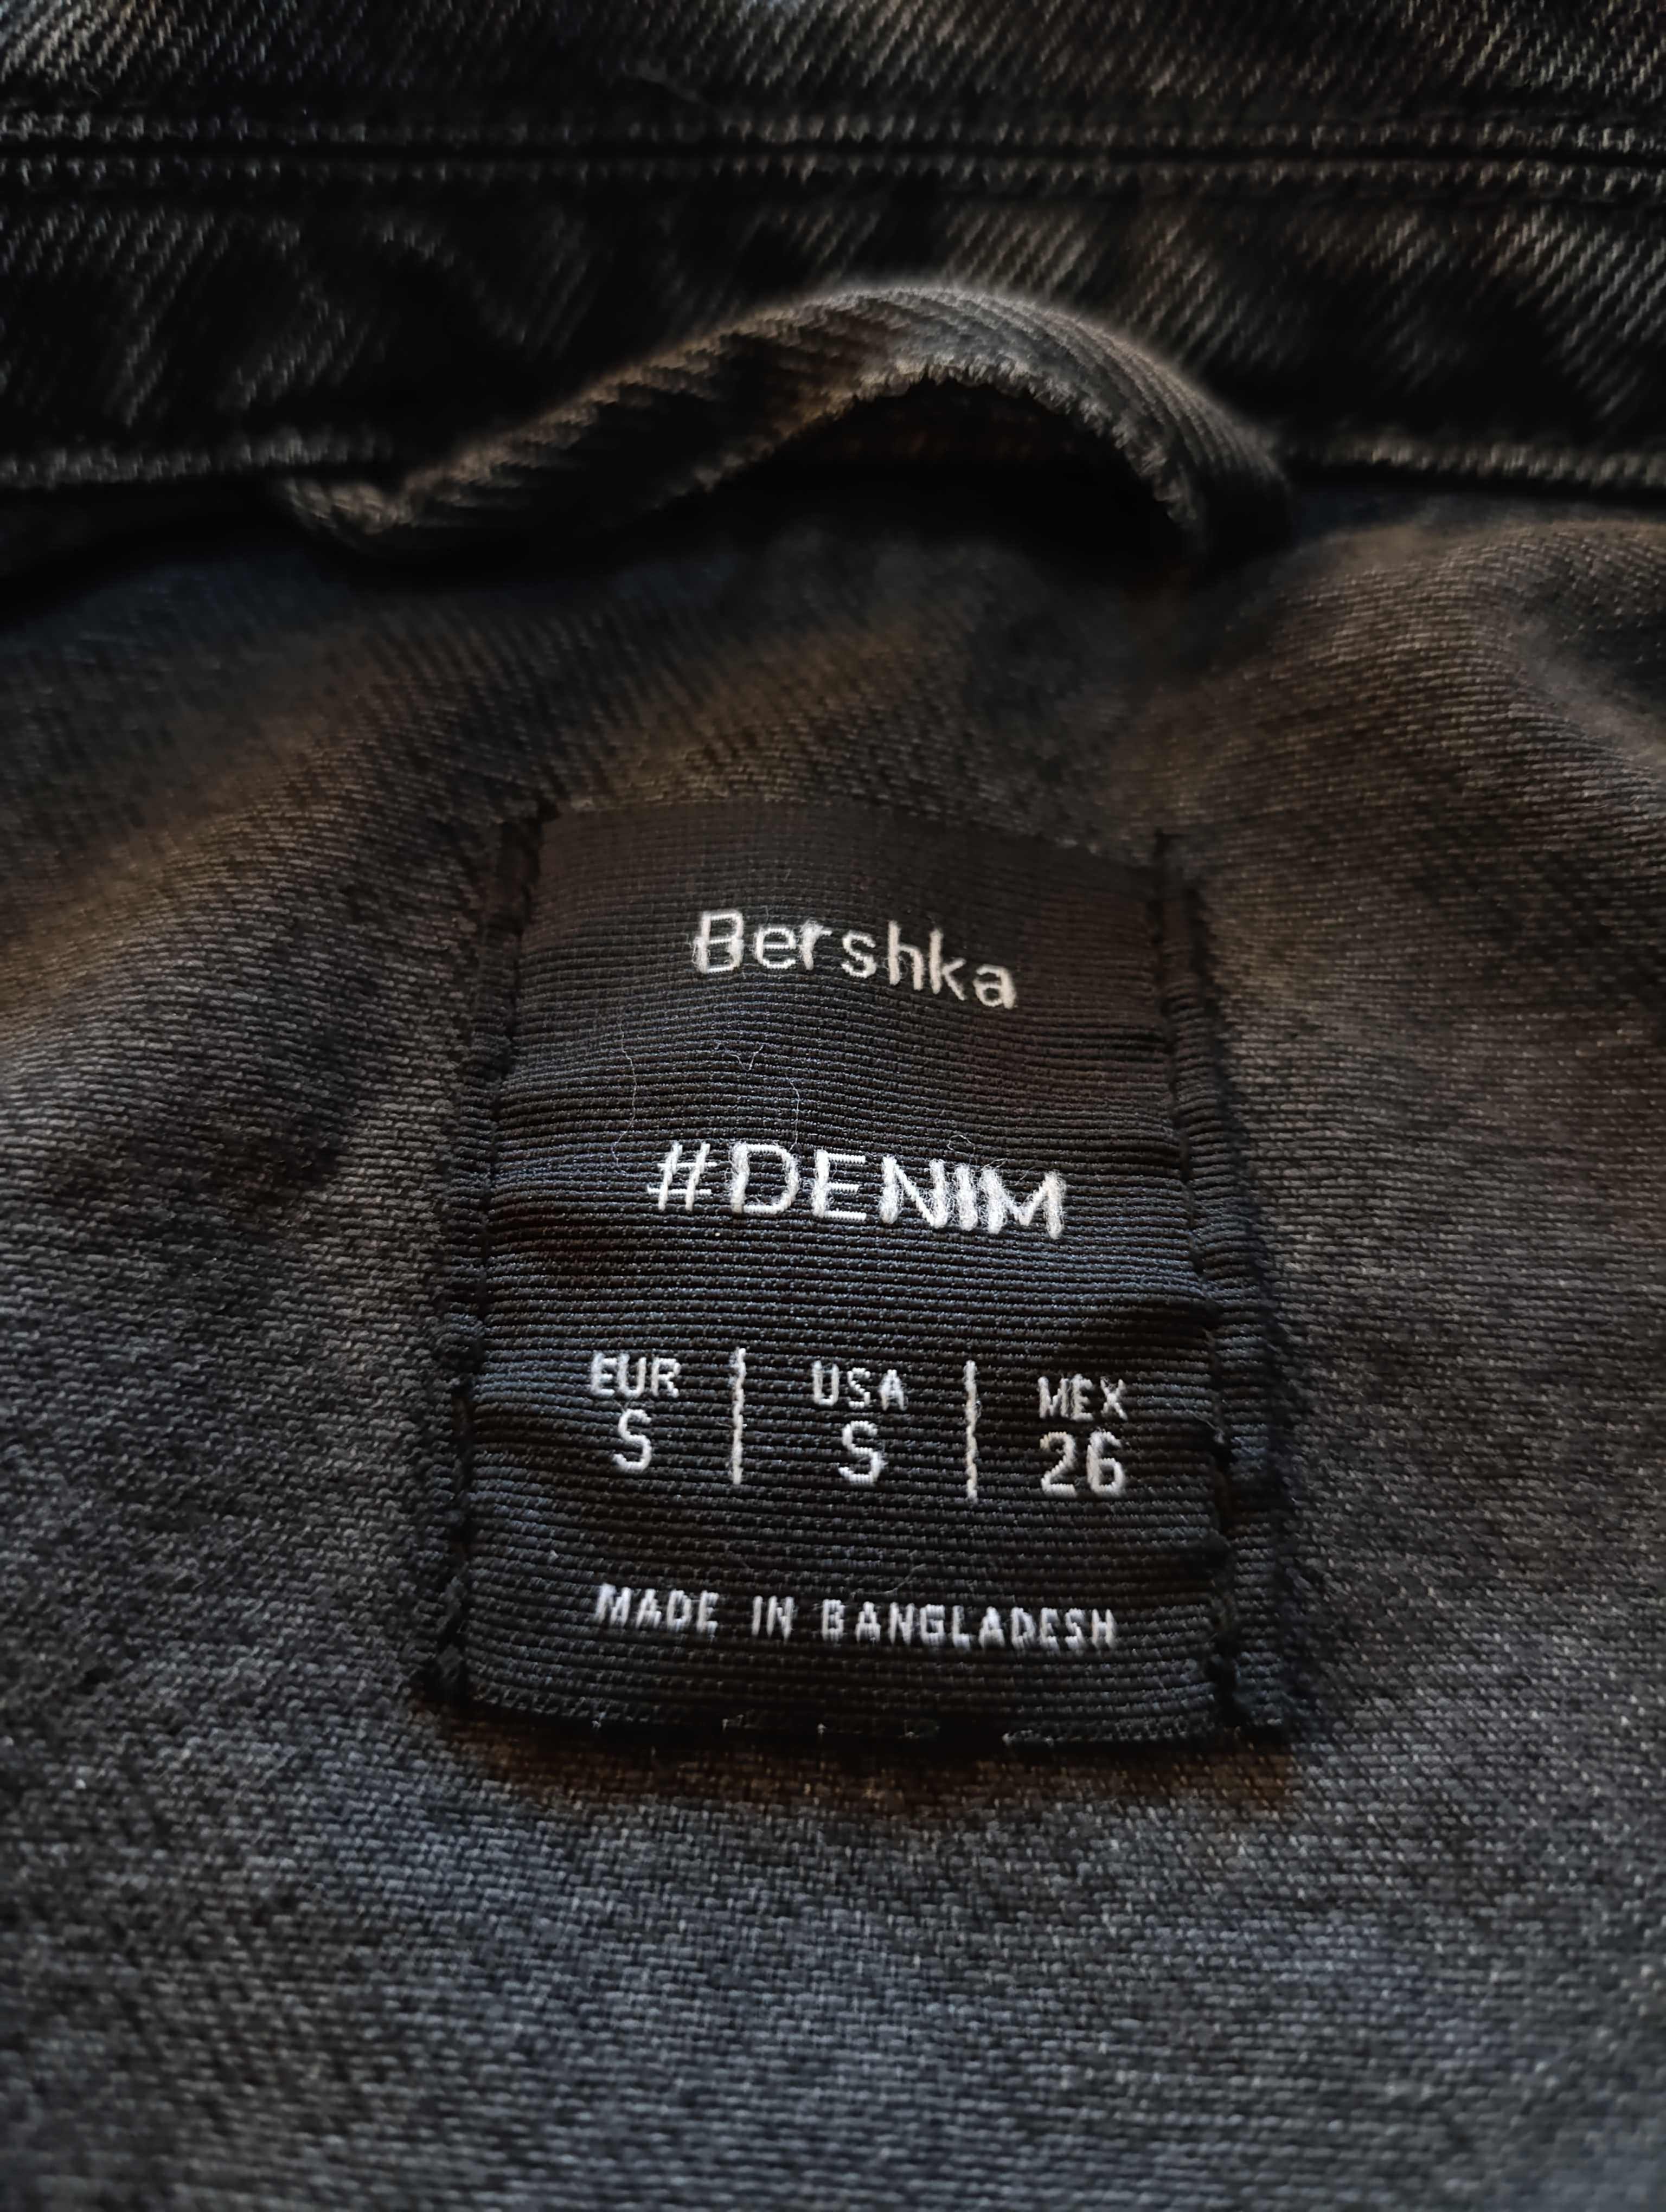 Bershka
#DENIM
EUR | USA | MEX
S | S | 26
MADE IN BANGLADESH